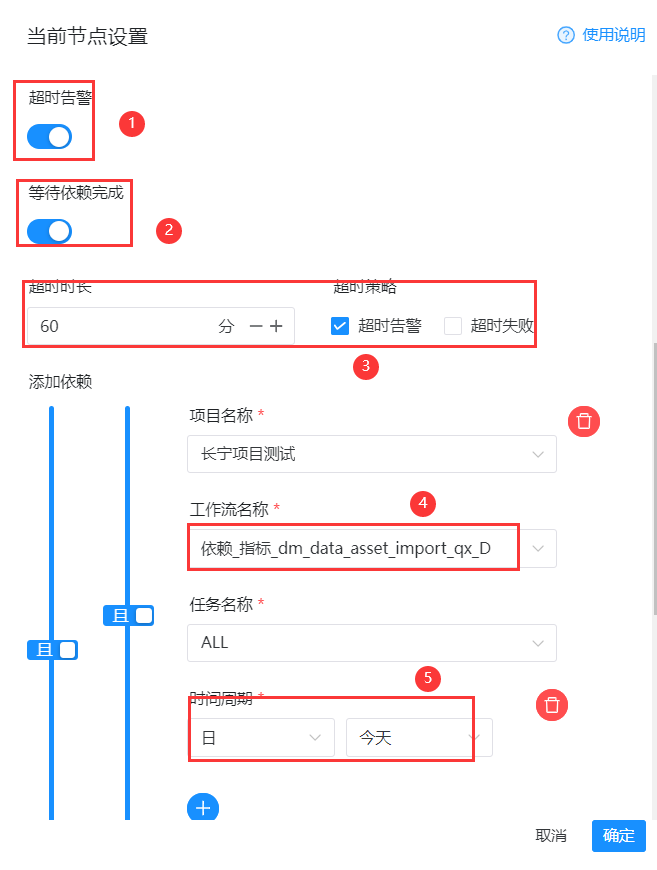 当前节点设置
使用说明
超时告警
1
等待依赖完成
2
超时时长
超时策略
60 分
超时告警
超时失败
3
添加依赖
项目名称 *
长宁项目测试
4
工作流名称 *
依赖_指标_dm_data_asset_import_qx_D
任务名称 *
且
且
ALL
5
时间周期 *
日
今天
取消
确定